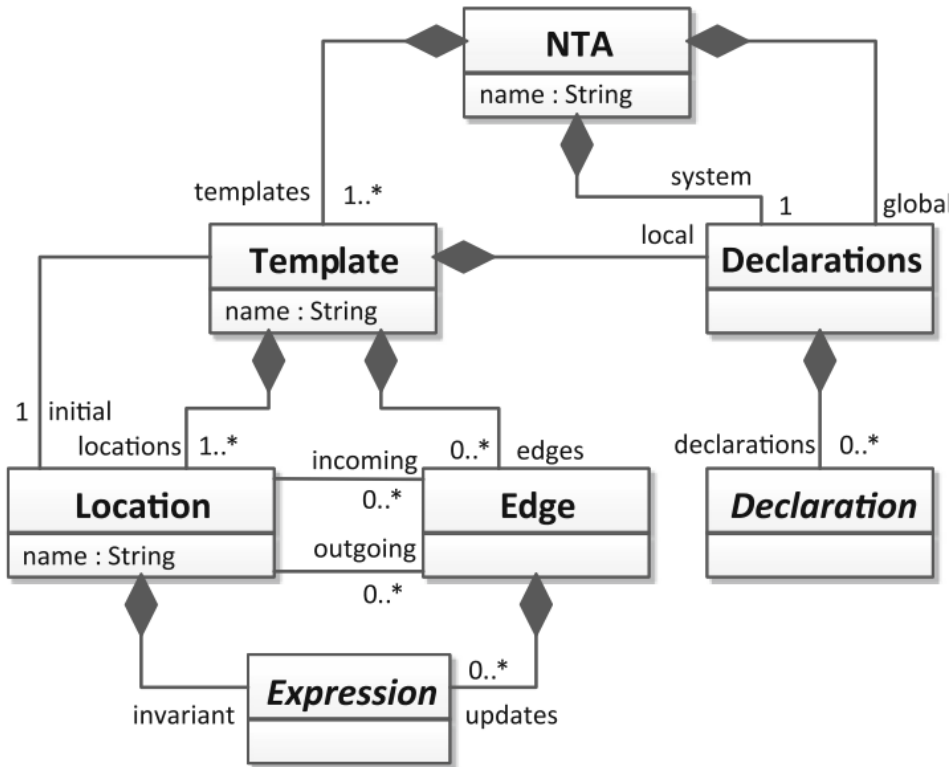 NTA
name : String
templates
1..*
system
1
global
Template
name : String
local
Declarations
1
initial
locations
1..*
incoming
0..*
0..*
edges
declarations
0..*
Location
name : String
outgoing
0..*
Edge
Declaration
Expression
invariant
0..*
updates